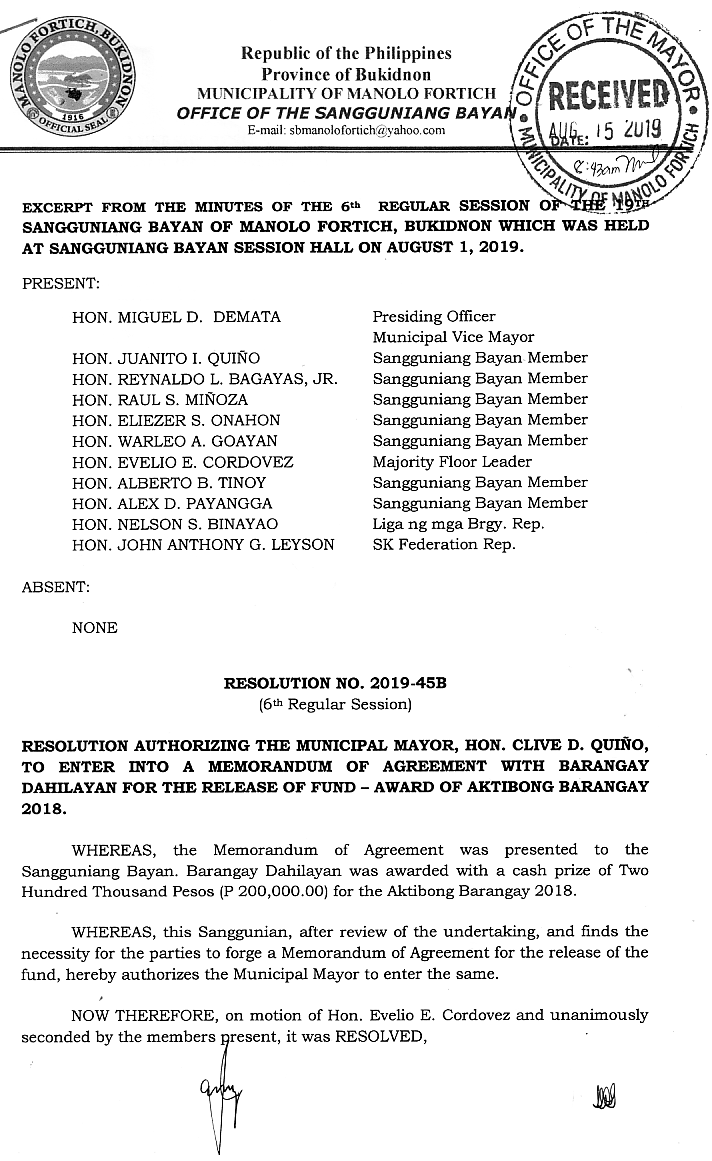 MANOLO FORTICH, BUKIDNON
1916
OFFICIAL SEAL
Republic of the Philippines
Province of Bukidnon
MUNICIPALITY OF MANOLO FORTICH
OFFICE OF THE SANGGUNIANG BAYAN
E-mail: sbmanolofortich@yahoo.com
OFFICE OF THE MAYOR
RECEIVED
AUG 15 2019
DATE:
8:43am
MUNICIPALITY OF MANOLO FORTICH
EXCERPT FROM THE MINUTES OF THE 6th REGULAR SESSION OF THE 19TH
SANGGUNIANG BAYAN OF MANOLO FORTICH, BUKIDNON WHICH WAS HELD
AT SANGGUNIANG BAYAN SESSION HALL ON AUGUST 1, 2019.
PRESENT:
HON. MIGUEL D. DEMATA Presiding Officer
Municipal Vice Mayor
HON. JUANITO I. QUIÑO Sangguniang Bayan Member
HON. REYNALDO L. BAGAYAS, JR. Sangguniang Bayan Member
HON. RAUL S. MIÑOZA Sangguniang Bayan Member
HON. ELIEZER S. ONAHON Sangguniang Bayan Member
HON. WARLEO A. GOAYAN Sangguniang Bayan Member
HON. EVELIO E. CORDOVEZ Majority Floor Leader
HON. ALBERTO B. TINOY Sangguniang Bayan Member
HON. ALEX D. PAYANGGA Sangguniang Bayan Member
HON. NELSON S. BINAYAO Liga ng mga Brgy. Rep.
HON. JOHN ANTHONY G. LEYSON SK Federation Rep.
ABSENT:
NONE
RESOLUTION NO. 2019-45B
(6th Regular Session)
RESOLUTION AUTHORIZING THE MUNICIPAL MAYOR, HON. CLIVE D. QUIÑO,
TO ENTER INTO A MEMORANDUM OF AGREEMENT WITH BARANGAY
DAHILAYAN FOR THE RELEASE OF FUND – AWARD OF AKTIBONG BARANGAY
2018.
WHEREAS, the Memorandum of Agreement was presented to the
Sangguniang Bayan. Barangay Dahilayan was awarded with a cash prize of Two
Hundred Thousand Pesos (P 200,000.00) for the Aktibong Barangay 2018.
WHEREAS, this Sanggunian, after review of the undertaking, and finds the
necessity for the parties to forge a Memorandum of Agreement for the release of the
fund, hereby authorizes the Municipal Mayor to enter the same.
NOW THEREFORE, on motion of Hon. Evelio E. Cordovez and unanimously
seconded by the members present, it was RESOLVED,